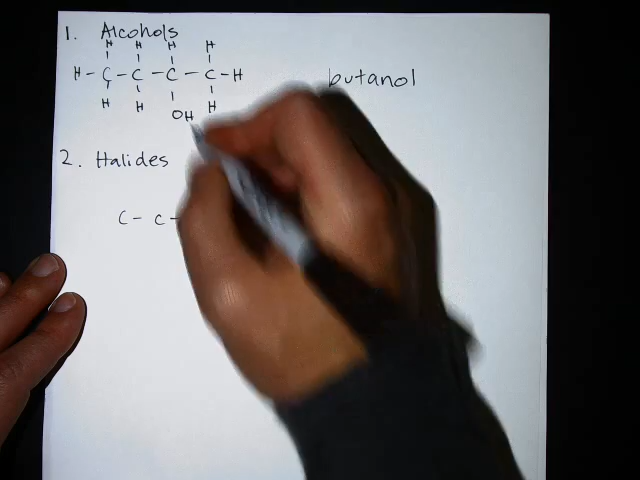 1. Alcohols
H H H H
H - C - C - C - C - H
H H OH H
butanol
2. Halides
C - C -